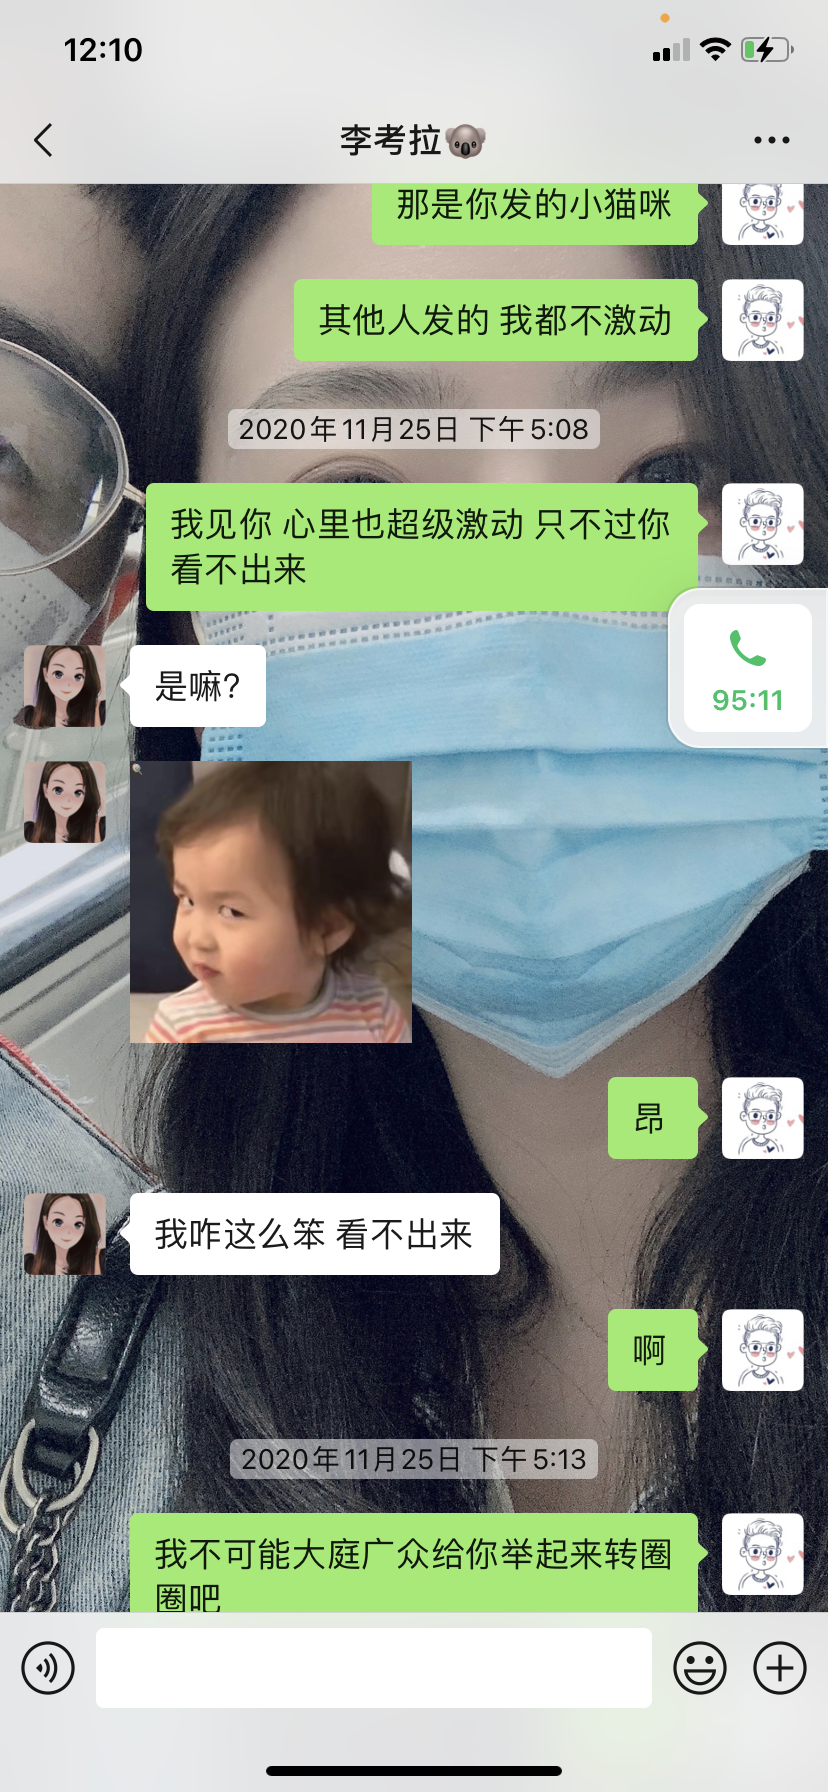 12:10
李考拉🐨
那是你发的小猫咪
其他人发的 我都不激动
2020年11月25日 下午5:08
我见你 心里也超级激动 只不过你
看不出来
95:11
是嘛?
昂
我咋这么笨 看不出来
啊
2020年11月25日 下午5:13
我不可能大庭广众给你举起来转圈
圈吧